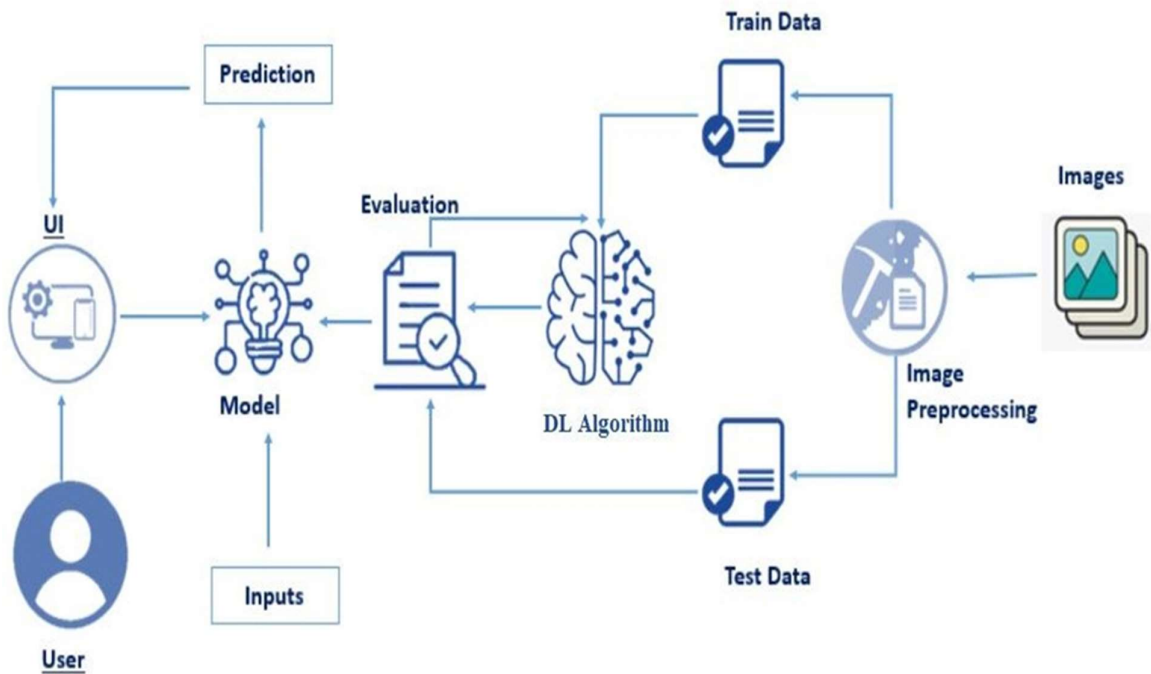 Train Data
Prediction
Images
Evaluation
UI
Image
Preprocessing
Model
DL Algorithm
Test Data
Inputs
User